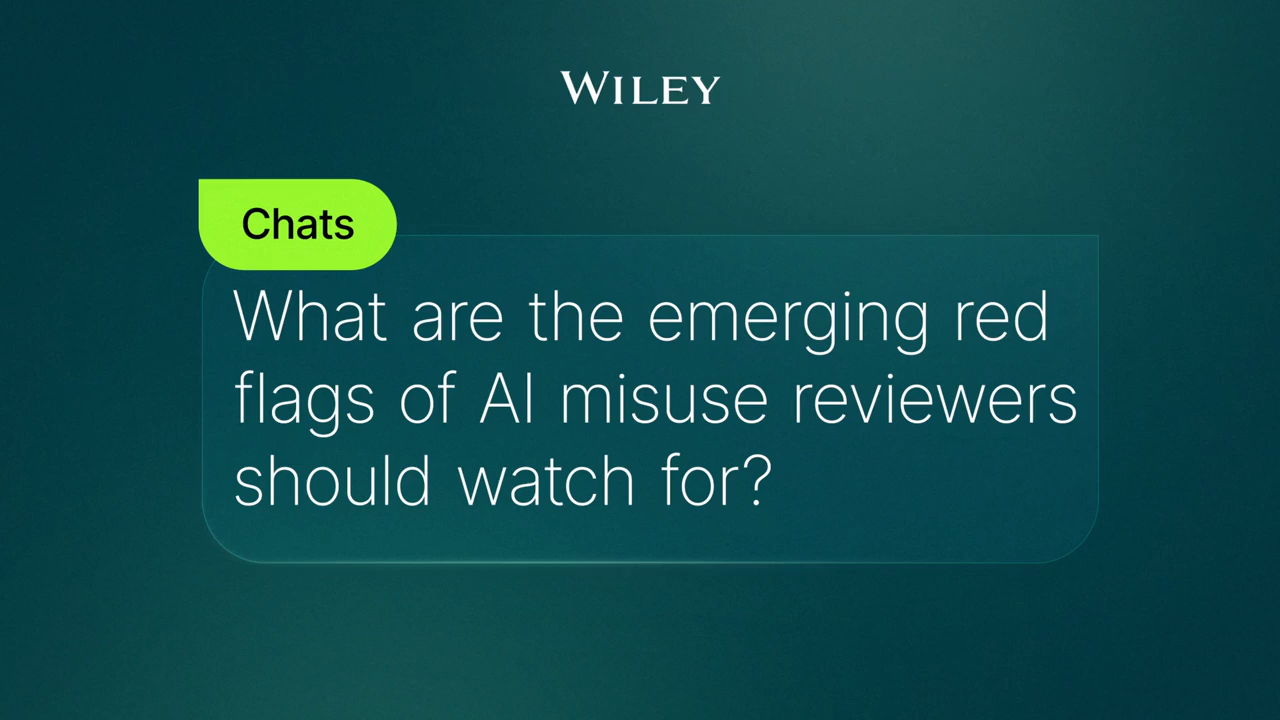 WILEY
Chats
What are the emerging red
flags of AI misuse reviewers
should watch for?